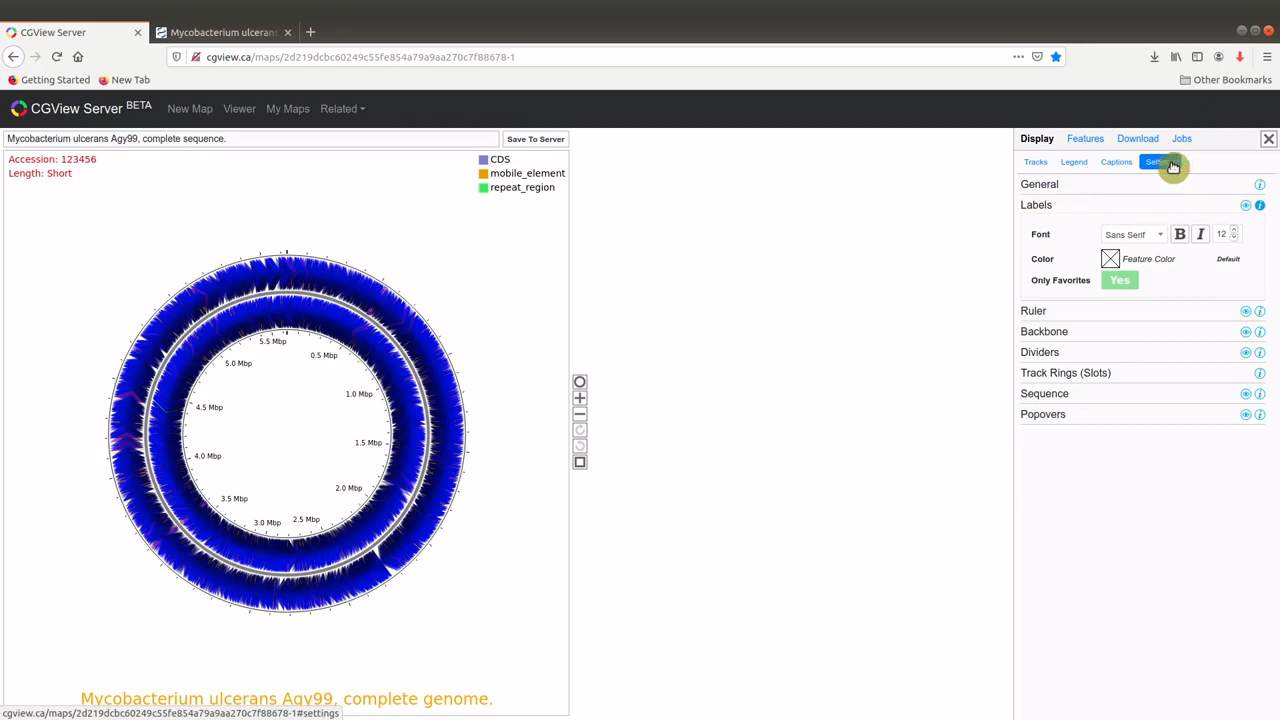 CGView Server
Mycobacterium ulcerans
cgview.ca/maps/2d219dcbc60249c55fe854a79a9aa270c7f88678-1
Getting Started
New Tab
Other Bookmarks
CGView Server BETA
New Map
Viewer
My Maps
Related
Mycobacterium ulcerans Agy99, complete sequence.
Save To Server
Accession: 123456
Length: Short
CDS
mobile_element
repeat_region
5.5 Mbp
0.5 Mbp
5.0 Mbp
1.0 Mbp
4.5 Mbp
1.5 Mbp
4.0 Mbp
2.0 Mbp
3.5 Mbp
2.5 Mbp
3.0 Mbp
Mycobacterium ulcerans Agy99, complete genome.
cgview.ca/maps/2d219dcbc60249c55fe854a79a9aa270c7f88678-1#settings
Display
Features
Download
Jobs
Tracks
Legend
Captions
General
Labels
Font
Sans Serif
B
I
12
Color
Feature Color
Default
Only Favorites
Yes
Ruler
Backbone
Dividers
Track Rings (Slots)
Sequence
Popovers